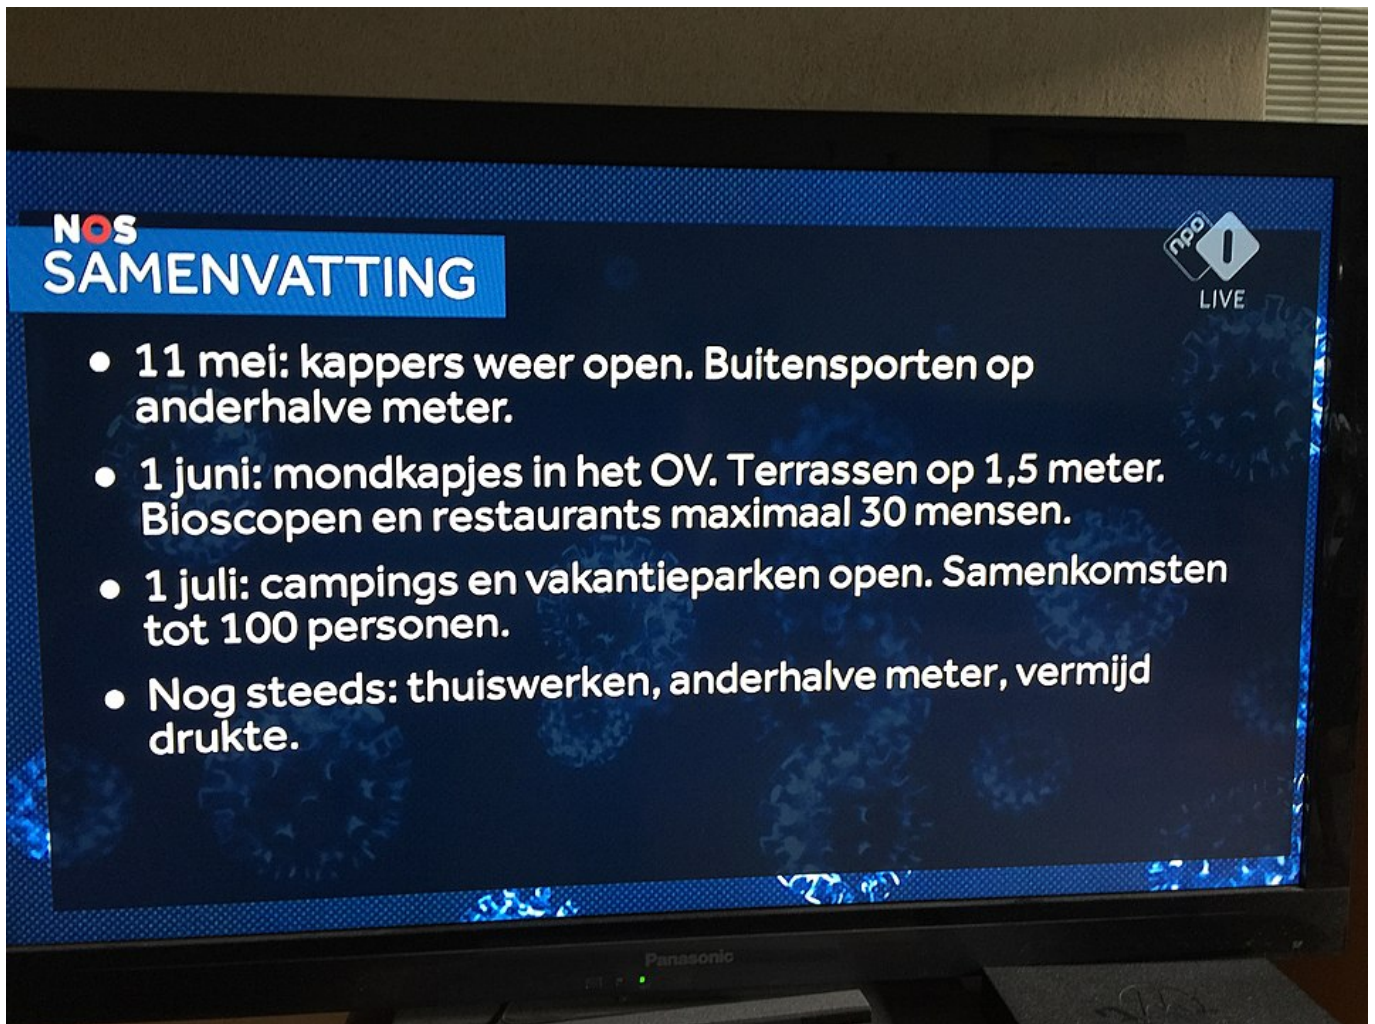 NOS
SAMENVATTING
npo
1
LIVE
• 11 mei: kappers weer open. Buitensporten op
anderhalve meter.
• 1 juni: mondkapjes in het OV. Terrassen op 1,5 meter.
Bioscopen en restaurants maximaal 30 mensen.
• 1 juli: campings en vakantieparken open. Samenkomsten
tot 100 personen.
• Nog steeds: thuiswerken, anderhalve meter, vermijd
drukte.
Panasonic